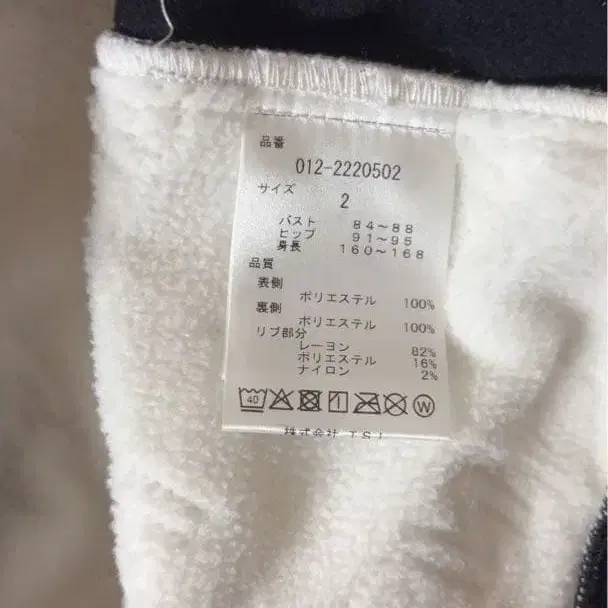 品番
012-2220502
サイズ
2
バスト 84～88
ヒップ 91～95
身長 160～168
品質
表側
ポリエステル 100%
裏側
ポリエステル 100%
リブ部分
レーヨン 82%
ポリエステル 16%
ナイロン 2%
40 W
株式会社 TSI